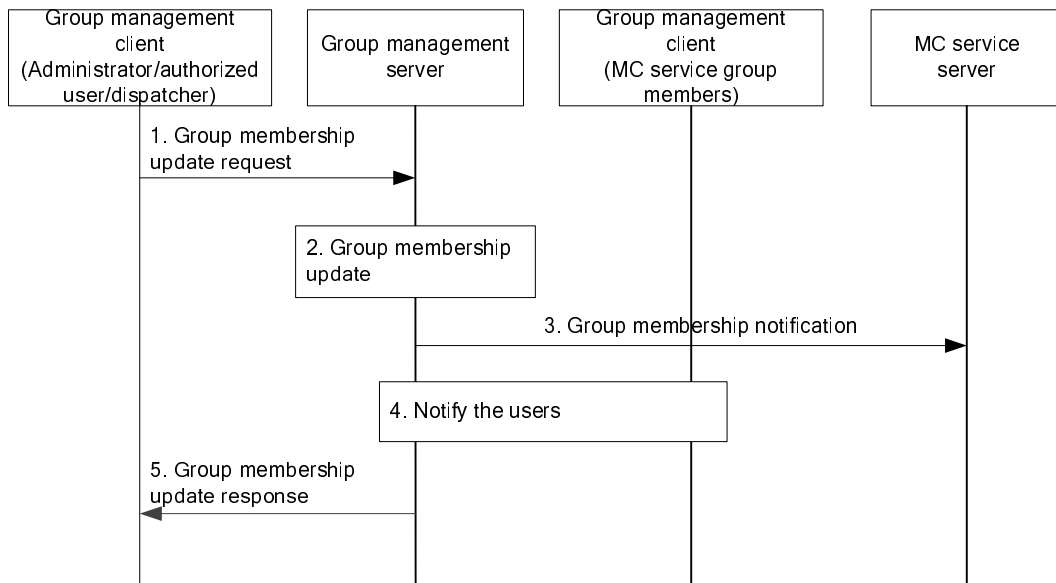 Group management
client
(Administrator/authorized
user/dispatcher)
Group management
server
Group management
client
(MC service group
members)
MC service
server
1. Group membership
update request
2. Group membership
update
3. Group membership notification
4. Notify the users
5. Group membership
update response